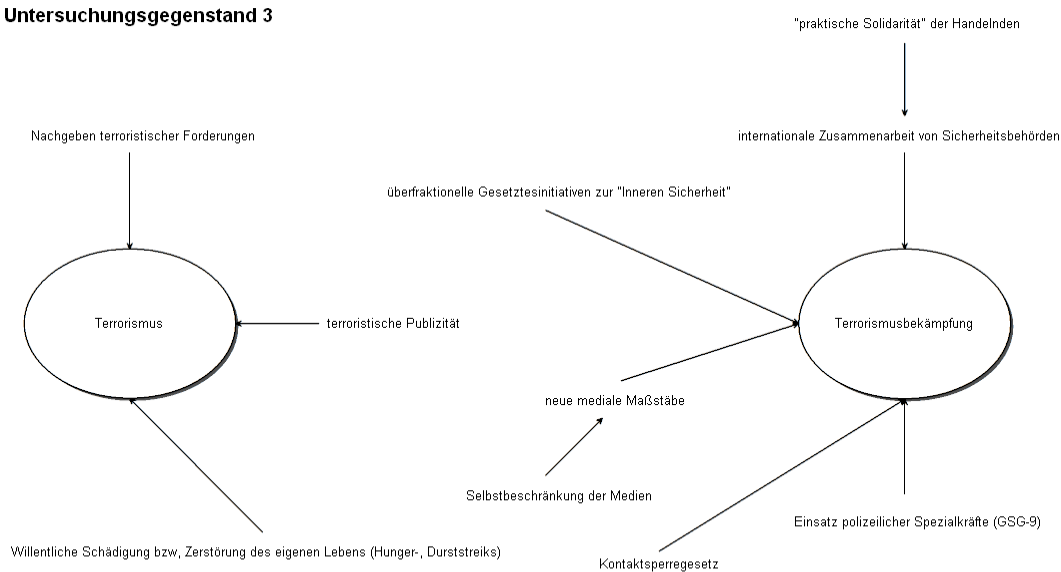 Untersuchungsgegenstand 3
"praktische Solidarität" der Handelnden
Nachgeben terroristischer Forderungen
internationale Zusammenarbeit von Sicherheitsbehörden
überfraktionelle Gesetztesinitiativen zur "Inneren Sicherheit"
Terrorismus
terroristische Publizität
Terrorismusbekämpfung
neue mediale Maßstäbe
Selbstbeschränkung der Medien
Einsatz polizeilicher Spezialkräfte (GSG-9)
Willentliche Schädigung bzw, Zerstörung des eigenen Lebens (Hunger-, Durststreiks)
Kontaktsperregesetz